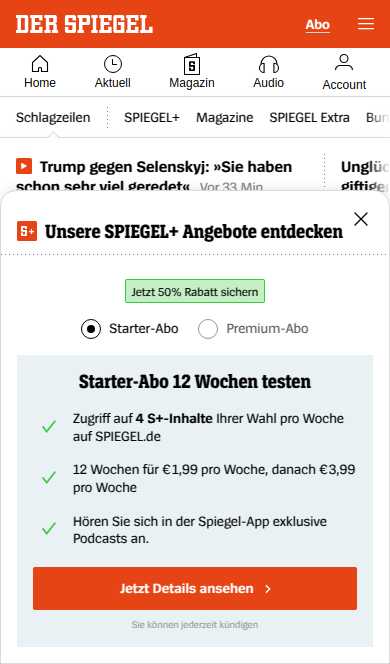 DER SPIEGEL
Abo
Home
Aktuell
Magazin
Audio
Account
Schlagzeilen
SPIEGEL+
Magazine
SPIEGEL Extra
Bun
Trump gegen Selenskyj: »Sie haben
schon sehr viel geredet« Vor 33 Min
Unglüc
giftige
S+ Unsere SPIEGEL+ Angebote entdecken
Jetzt 50% Rabatt sichern
Starter-Abo
Premium-Abo
Starter-Abo 12 Wochen testen
Zugriff auf 4 S+-Inhalte Ihrer Wahl pro Woche
auf SPIEGEL.de
12 Wochen für €1,99 pro Woche, danach €3,99
pro Woche
Hören Sie sich in der Spiegel-App exklusive
Podcasts an.
Jetzt Details ansehen
Sie können jederzeit kündigen